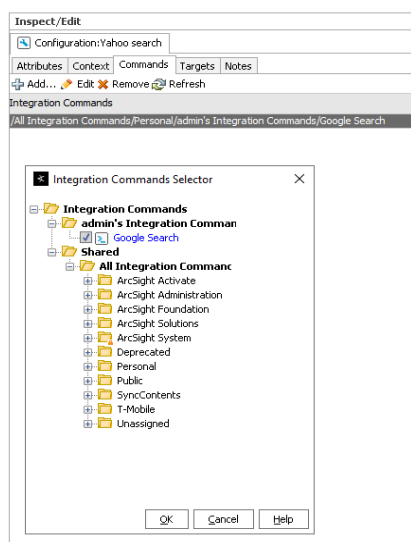 Inspect/Edit
Configuration:Yahoo search
Attributes Context Commands Targets Notes
Add... Edit Remove Refresh
Integration Commands
/All Integration Commands/Personal/admin's Integration Commands/Google Search
Integration Commands Selector
Integration Commands
admin's Integration Comman
Google Search
Shared
All Integration Commanc
ArcSight Activate
ArcSight Administration
ArcSight Foundation
ArcSight Solutions
ArcSight System
Deprecated
Personal
Public
SyncContents
T-Mobile
Unassigned
OK Cancel Help